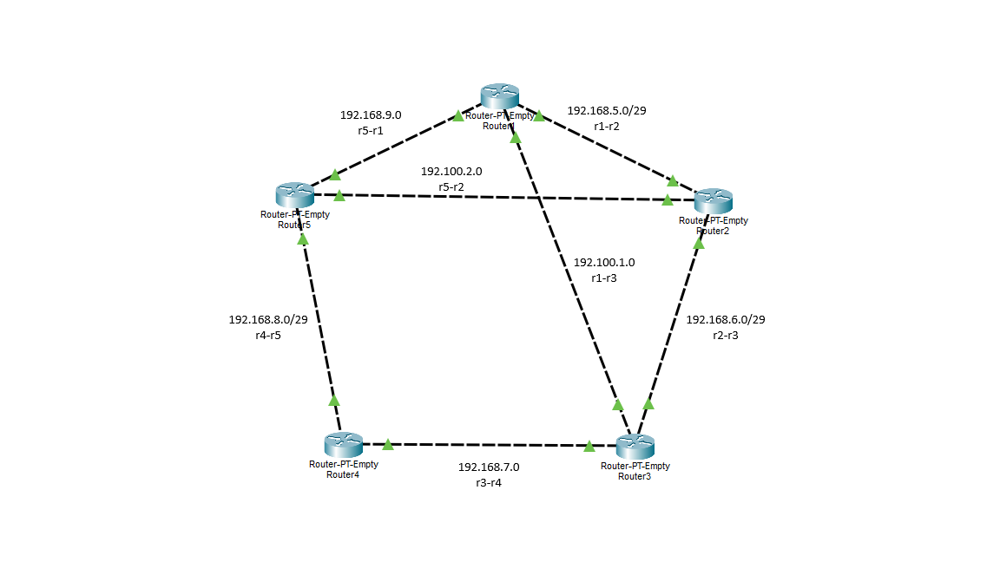 Router-PT-Empty
Router1
192.168.9.0
r5-r1
192.168.5.0/29
r1-r2
192.100.2.0
r5-r2
Router-PT-Empty
Router5
Router-PT-Empty
Router2
192.100.1.0
r1-r3
192.168.8.0/29
r4-r5
192.168.6.0/29
r2-r3
Router-PT-Empty
Router4
192.168.7.0
r3-r4
Router-PT-Empty
Router3